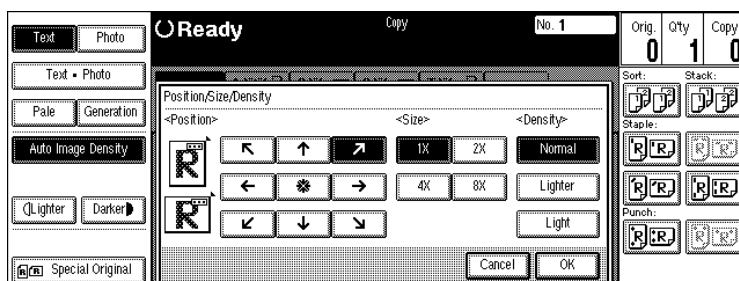 Text Photo
Text • Photo
Pale Generation
Auto Image Density
Lighter Darker
Special Original
Ready
Copy
No. 1
Position/Size/Density
<Position> <Size> <Density>
1X 2X Normal
4X 8X Lighter
Light
Cancel OK
Orig. Q'ty Copy
0 1 0
Sort: Stack:
Staple:
Punch: